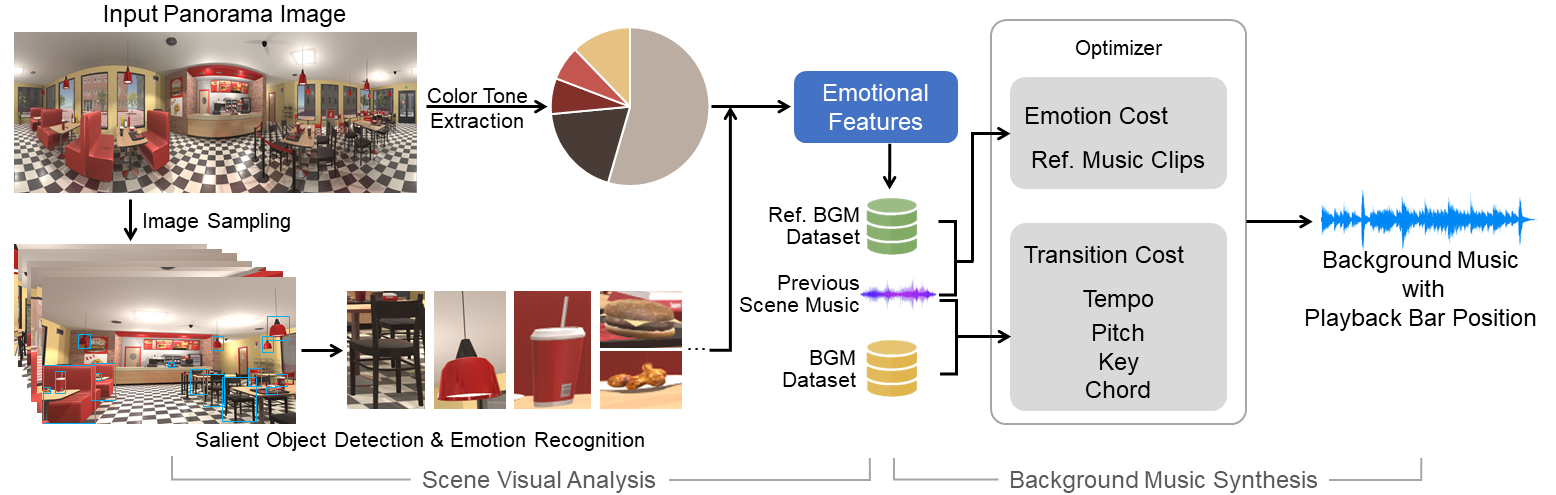 Input Panorama Image
Color Tone
Extraction
Image Sampling
Salient Object Detection & Emotion Recognition
...
Scene Visual Analysis
Emotional
Features
Ref. BGM
Dataset
Previous
Scene Music
BGM
Dataset
Optimizer
Emotion Cost
Ref. Music Clips
Transition Cost
Tempo
Pitch
Key
Chord
Background Music
with
Playback Bar Position
Background Music Synthesis